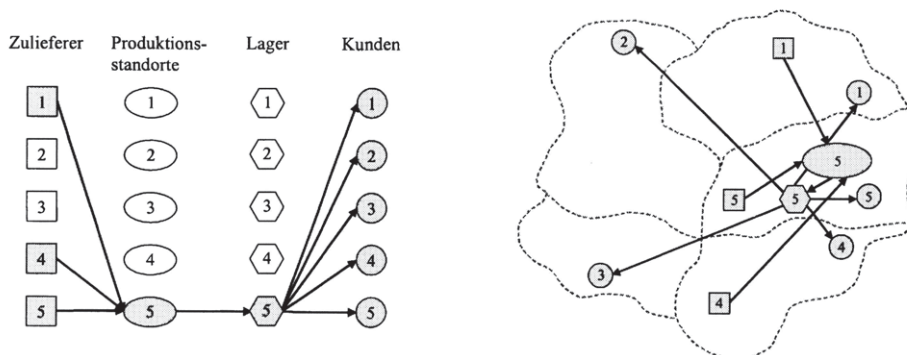 Zulieferer Produktions-standorte Lager Kunden
1 1 1 1
2 2 2 2
3 3 3 3
4 4 4 4
5 5 5 5
2 1
1
5
5 5 5
3 4
4